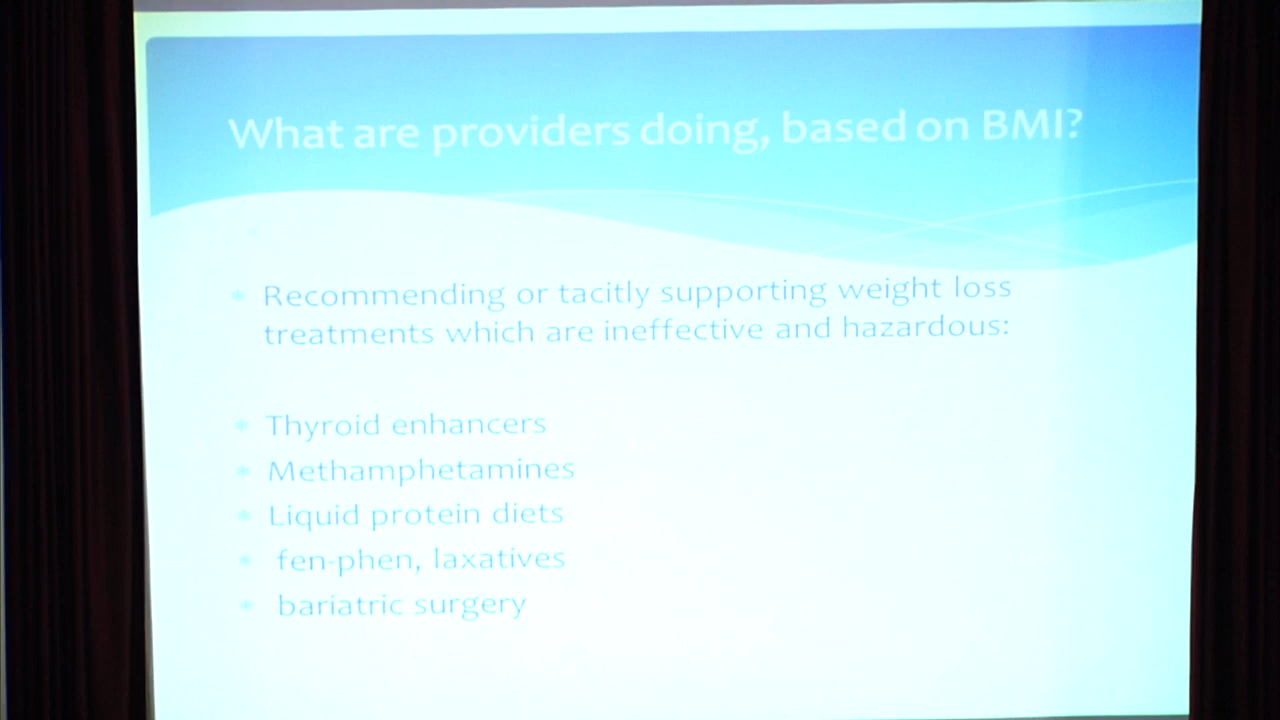 What are providers doing, based on BMI?
Recommending or tacitly supporting weight loss
treatments which are ineffective and hazardous:
Thyroid enhancers
Methamphetamines
Liquid protein diets
fen-phen, laxatives
bariatric surgery